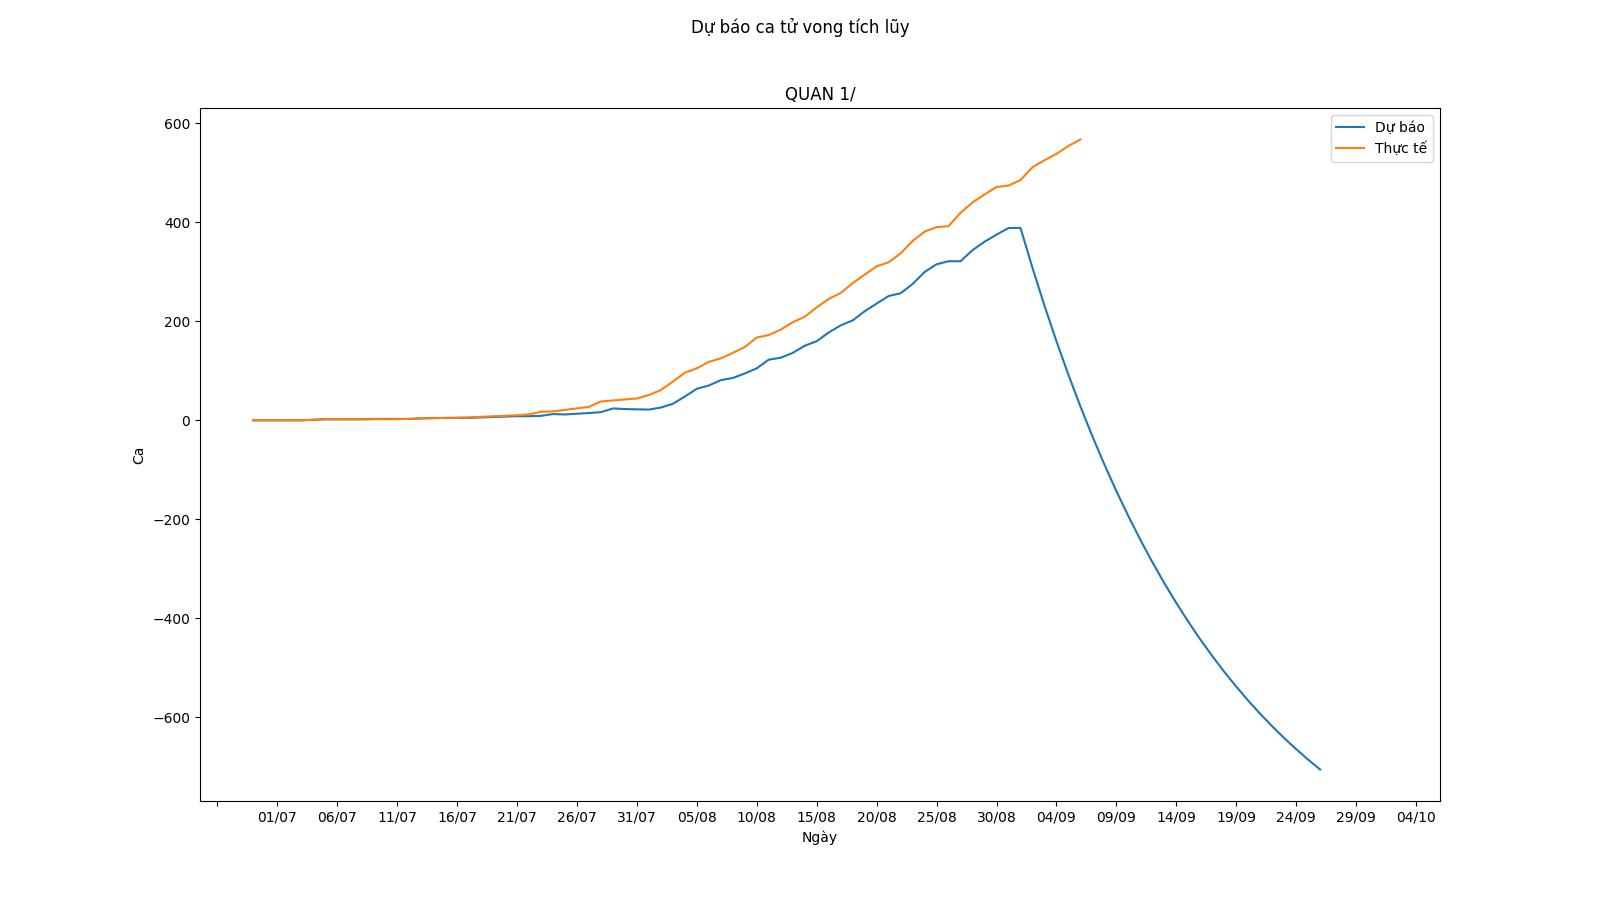 Dự báo ca tử vong tích lũy
QUAN 1/
Dự báo
Thực tế
600
400
200
0
−200
−400
−600
Ca
01/07 06/07 11/07 16/07 21/07 26/07 31/07 05/08 10/08 15/08 20/08 25/08 30/08 04/09 09/09 14/09 19/09 24/09 29/09 04/10
Ngày